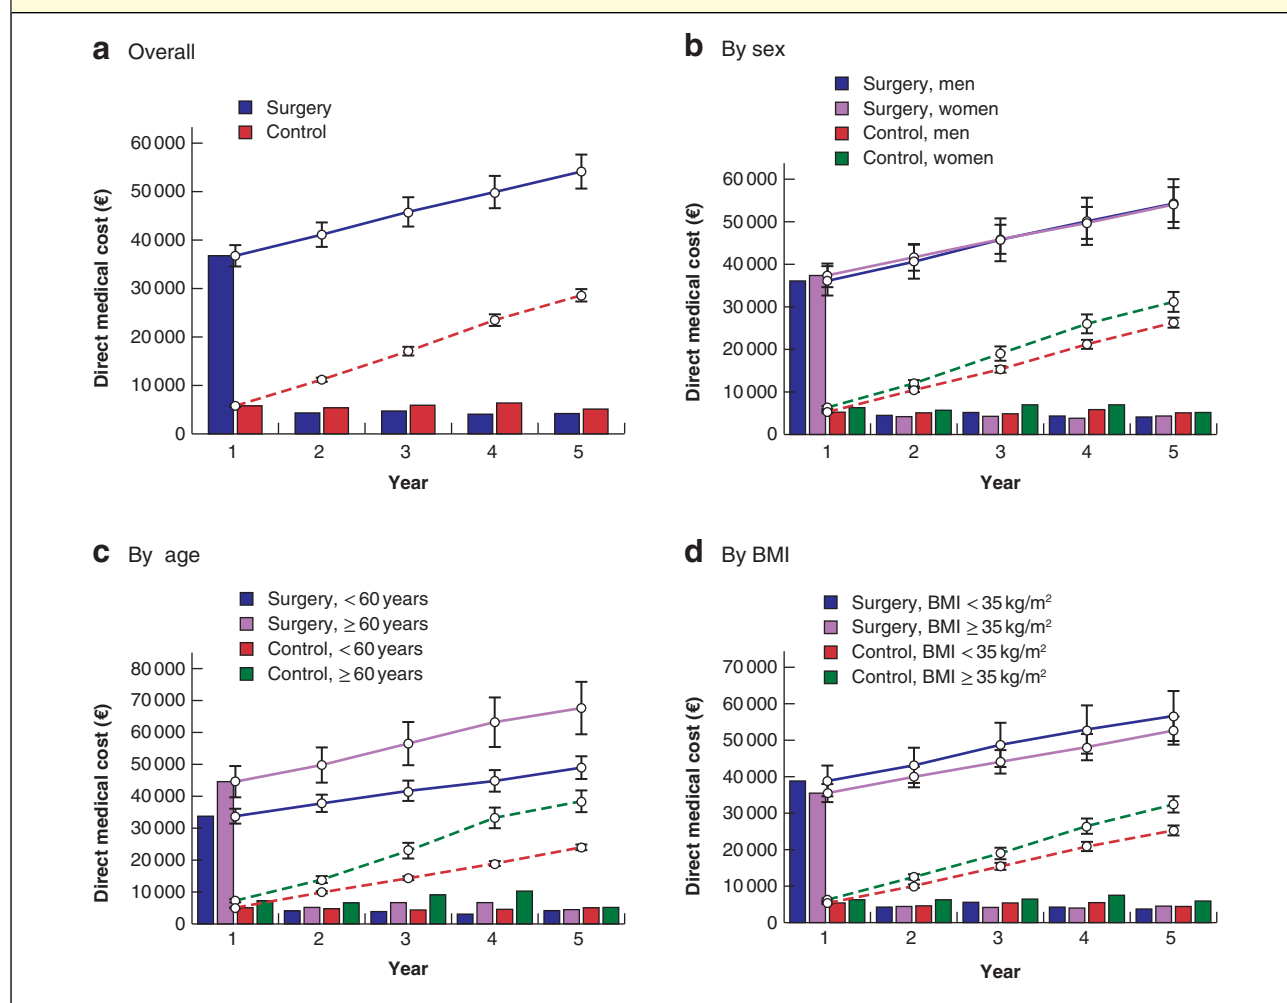 a Overall
Surgery
Control
60 000
50 000
40 000
30 000
20 000
10 000
0
Direct medical cost (€)
1 2 3 4 5
Year
b By sex
Surgery, men
Surgery, women
Control, men
Control, women
60 000
50 000
40 000
30 000
20 000
10 000
0
Direct medical cost (€)
1 2 3 4 5
Year
c By age
Surgery, < 60 years
Surgery, ≥ 60 years
Control, < 60 years
Control, ≥ 60 years
80 000
70 000
60 000
50 000
40 000
30 000
20 000
10 000
0
Direct medical cost (€)
1 2 3 4 5
Year
d By BMI
Surgery, BMI < 35 kg/m²
Surgery, BMI ≥ 35 kg/m²
Control, BMI < 35 kg/m²
Control, BMI ≥ 35 kg/m²
70 000
60 000
50 000
40 000
30 000
20 000
10 000
0
Direct medical cost (€)
1 2 3 4 5
Year